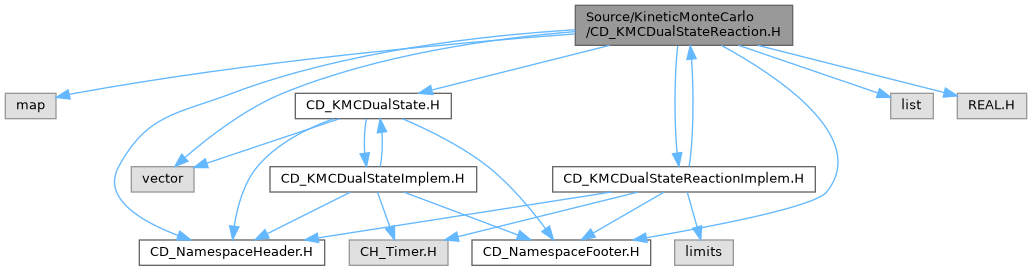 Source/KineticMonteCarlo
/CD_KMCDualStateReaction.H
map
CD_KMCDualState.H
list
REAL.H
vector
CD_KMCDualStateImplem.H
CD_KMCDualStateReactionImplem.H
CD_NamespaceHeader.H
CH_Timer.H
CD_NamespaceFooter.H
limits